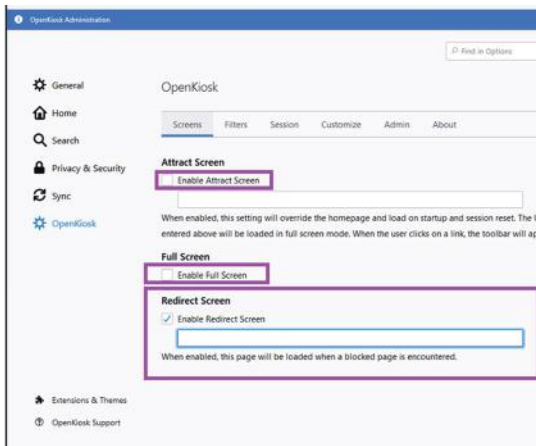 OpenKiosk Administration
Find in Options
General
Home
Search
Privacy & Security
Sync
OpenKiosk
Extensions & Themes
OpenKiosk Support
OpenKiosk
Screens Filters Session Customize Admin About
Attract Screen
Enable Attract Screen
When enabled, this setting will override the homepage and load on startup and session reset. The
entered above will be loaded in full screen mode. When the user clicks on a link, the toolbar will
Full Screen
Enable Full Screen
Redirect Screen
Enable Redirect Screen
When enabled, this page will be loaded when a blocked page is encountered.